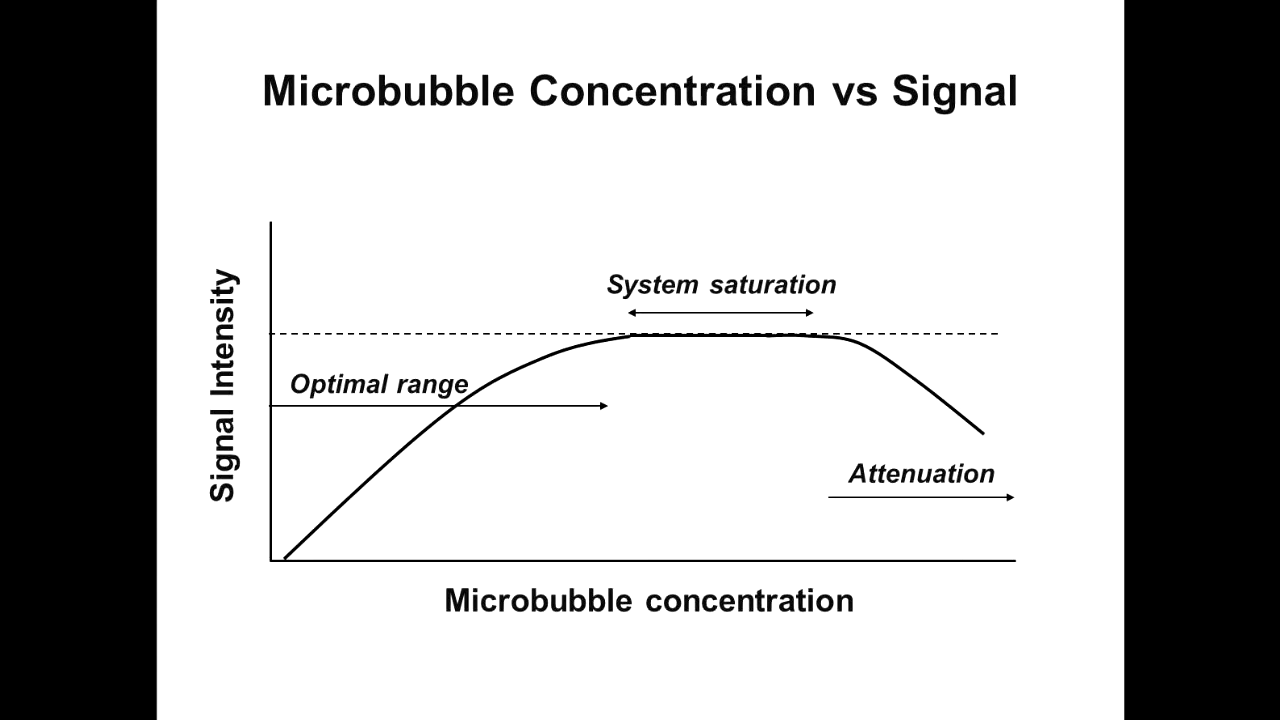 Microbubble Concentration vs Signal
System saturation
Optimal range
Signal Intensity
Attenuation
Microbubble concentration